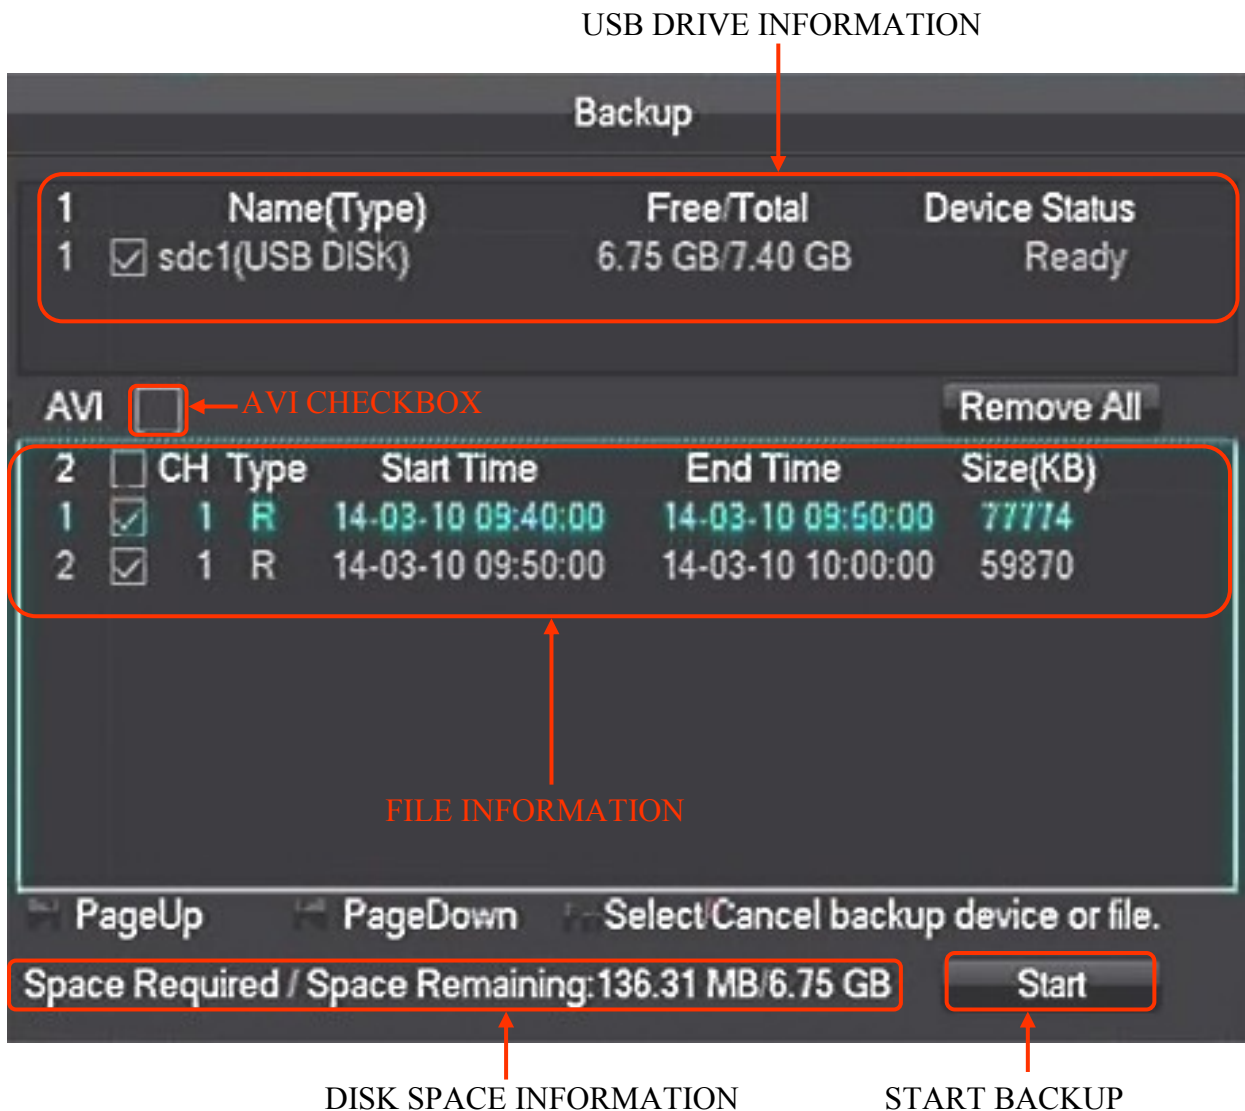 USB DRIVE INFORMATION
Backup
1 Name(Type) Free/Total Device Status
1 sdc1(USB DISK) 6.75 GB/7.40 GB Ready
AVI AVI CHECKBOX Remove All
2 CH Type Start Time End Time Size(KB)
1 1 R 14-03-10 09:40:00 14-03-10 09:50:00 77774
2 1 R 14-03-10 09:50:00 14-03-10 10:00:00 59870
FILE INFORMATION
PageUp PageDown Select/Cancel backup device or file.
Space Required / Space Remaining:136.31 MB/6.75 GB Start
DISK SPACE INFORMATION START BACKUP